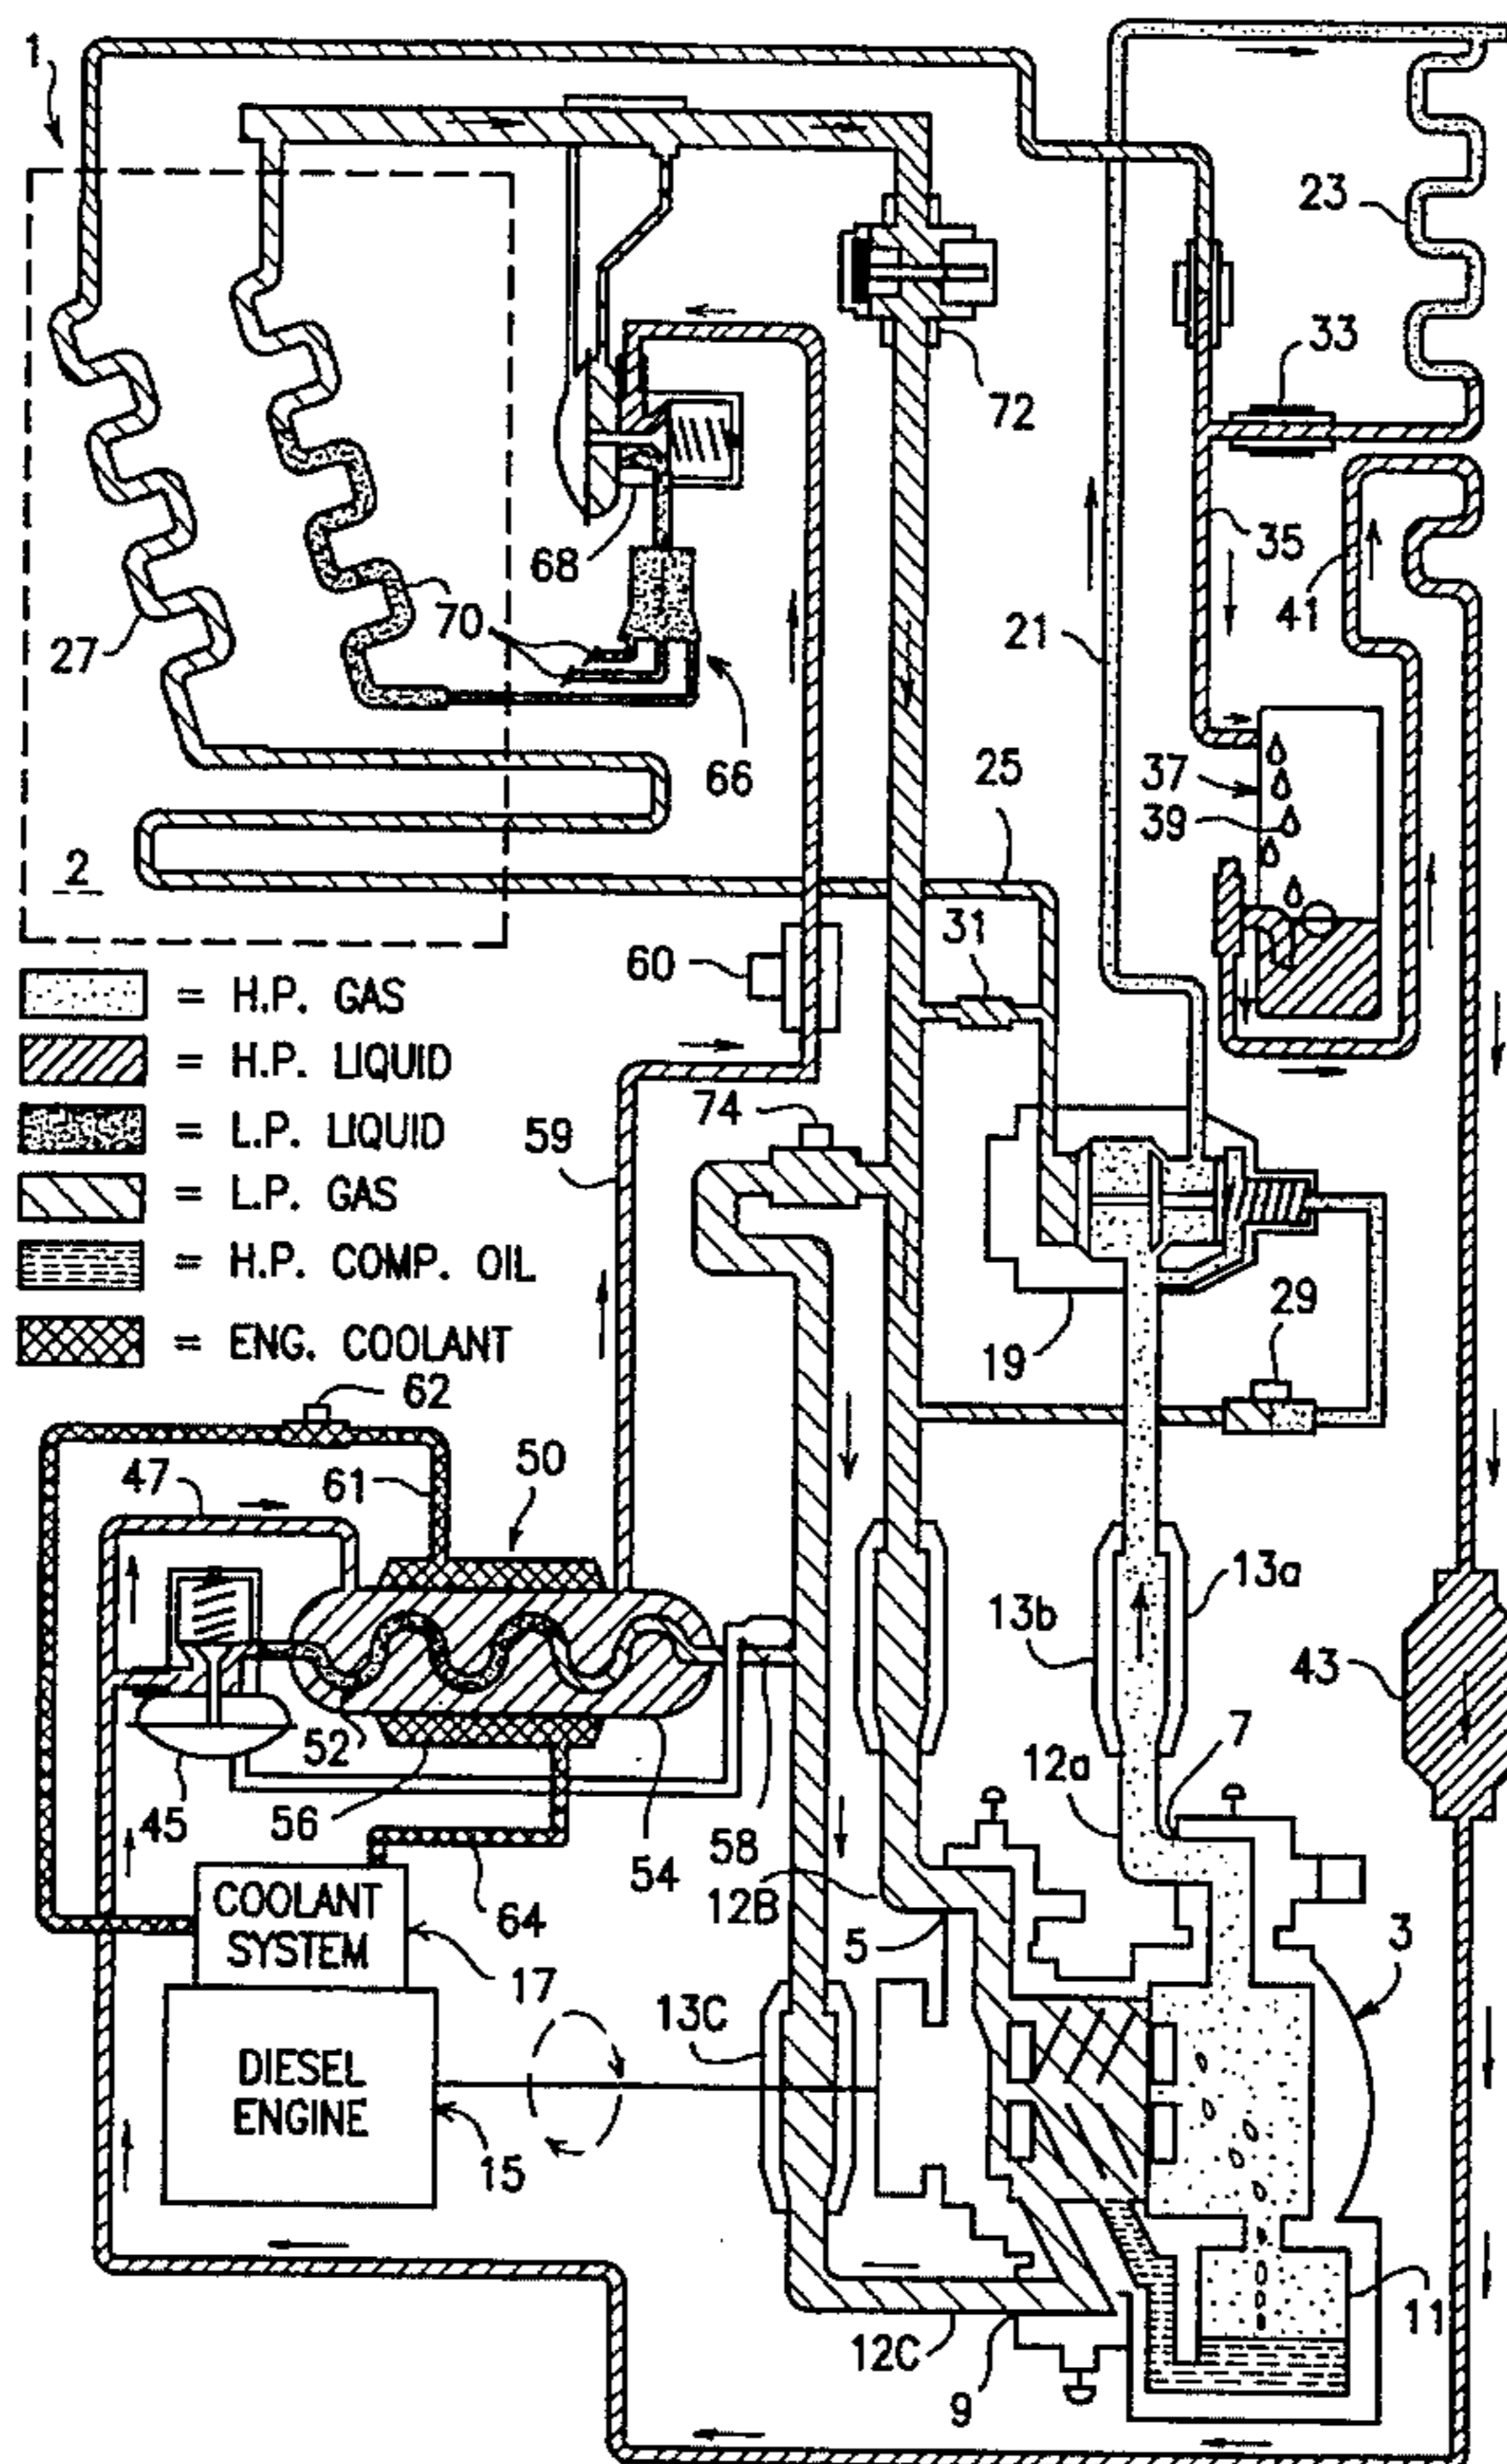 1
23
33
72
35
41
68
70
27
21
66
37
39
25
2
31
60
= H.P. GAS
= H.P. LIQUID
= L.P. LIQUID
= L.P. GAS
= H.P. COMP. OIL
= ENG. COOLANT
74
59
29
19
62
47
61
50
13a
13b
43
7
52
12a
45
56
58
54
12B
64
5
3
COOLANT
SYSTEM
17
13C
DIESEL
ENGINE
15
11
12C
9